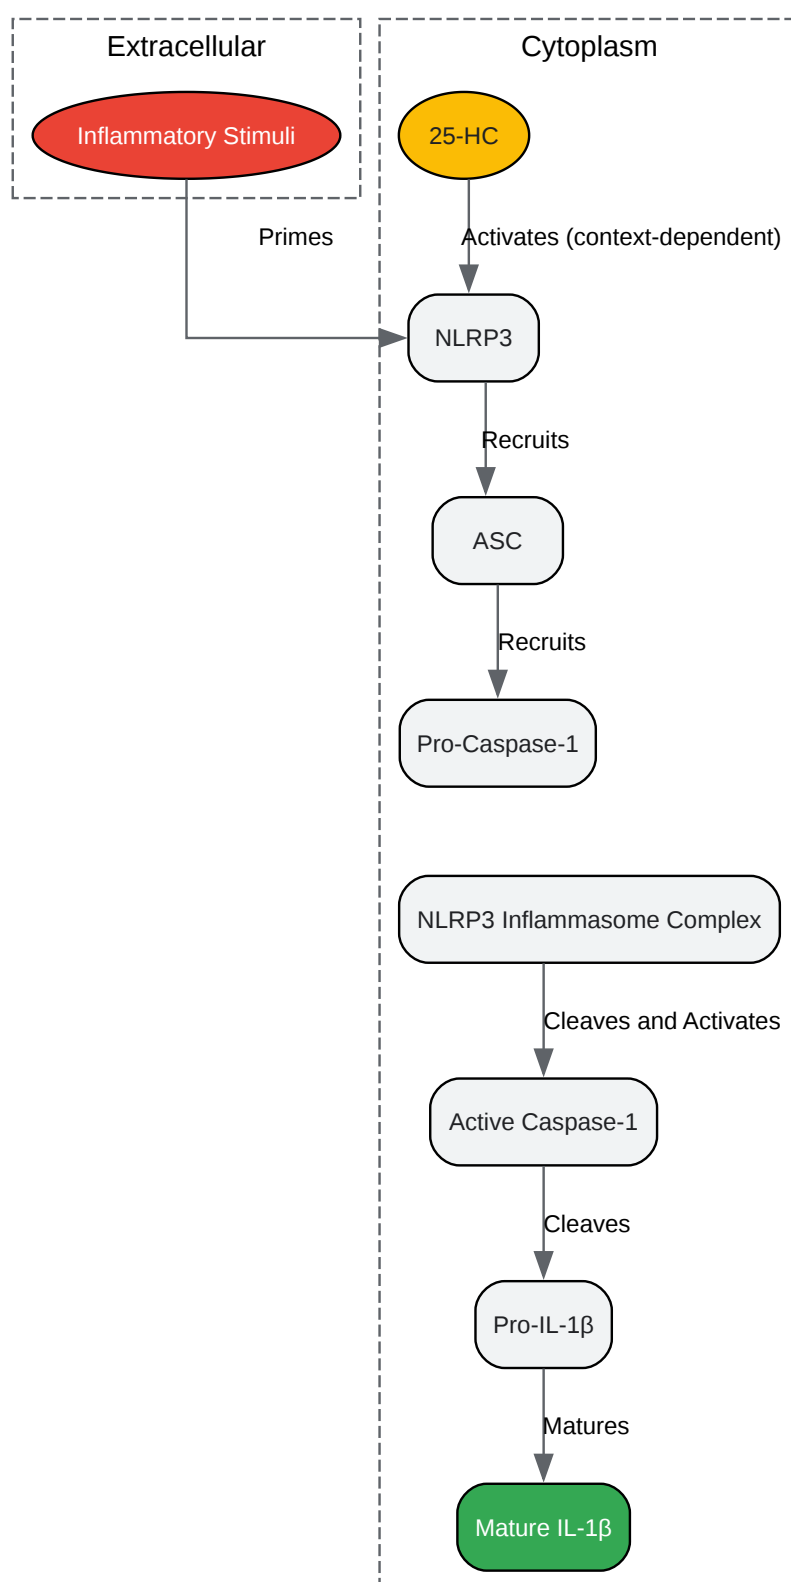 Extracellular
Cytoplasm
Inflammatory Stimuli
25-HC
Primes
Activates (context-dependent)
NLRP3
Recruits
ASC
Recruits
Pro-Caspase-1
NLRP3 Inflammasome Complex
Cleaves and Activates
Active Caspase-1
Cleaves
Pro-IL-1β
Matures
Mature IL-1β